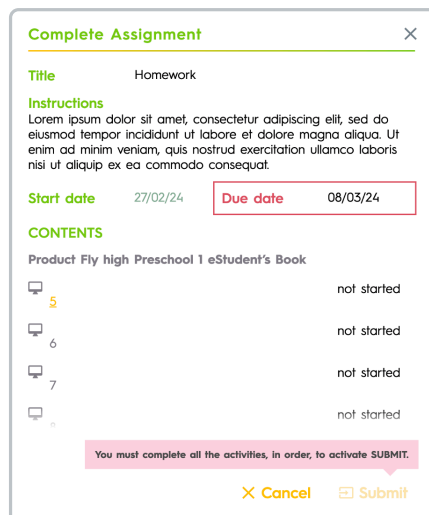 Complete Assignment
Title Homework
Instructions
Lorem ipsum dolor sit amet, consectetur adipiscing elit, sed do
eiusmod tempor incididunt ut labore et dolore magna aliqua. Ut
enim ad minim veniam, quis nostrud exercitation ullamco laboris
nisi ut aliquip ex ea commodo consequat.
Start date 27/02/24 Due date 08/03/24
CONTENTS
Product Fly high Preschool 1 eStudent's Book
5 not started
6 not started
7 not started
not started
You must complete all the activities, in order, to activate SUBMIT.
Cancel Submit